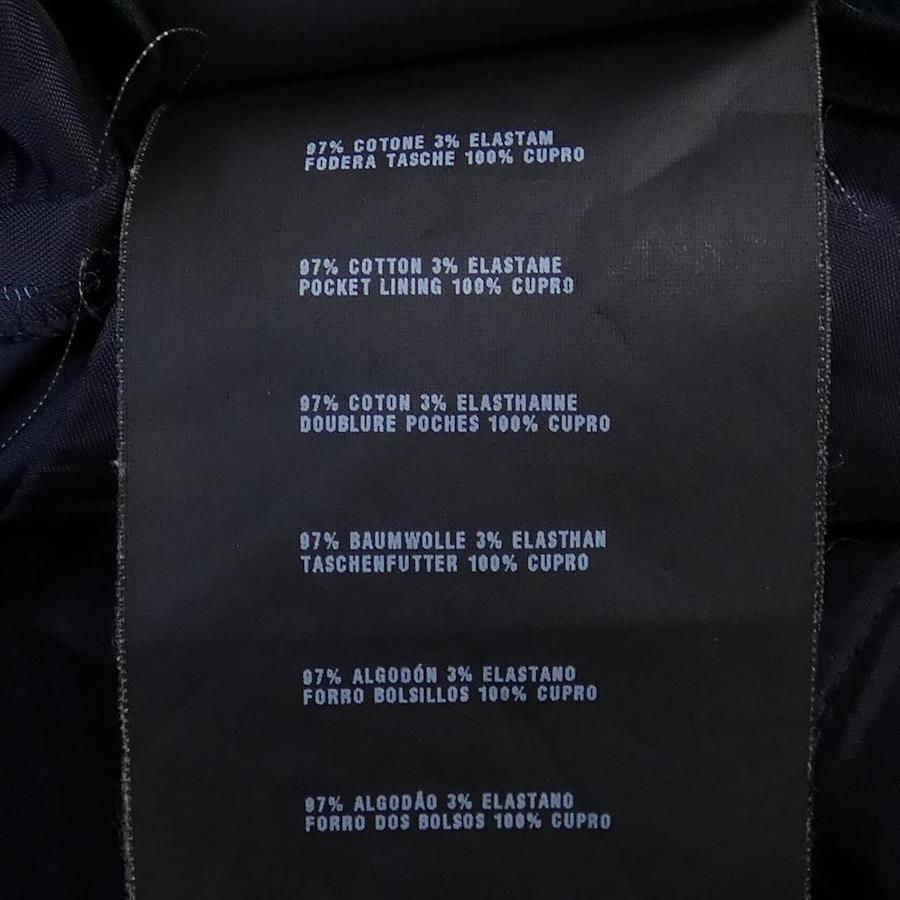 97% COTONE 3% ELASTAM
FODERA TASCHE 100% CUPRO
97% COTTON 3% ELASTANE
POCKET LINING 100% CUPRO
97% COTON 3% ELASTHANNE
DOUBLURE POCHES 100% CUPRO
97% BAUMWOLLE 3% ELASTHAN
TASCHENFUTTER 100% CUPRO
97% ALGODÓN 3% ELASTANO
FORRO BOLSILLOS 100% CUPRO
97% ALGODÃO 3% ELASTANO
FORRO DOS BOLSOS 100% CUPRO